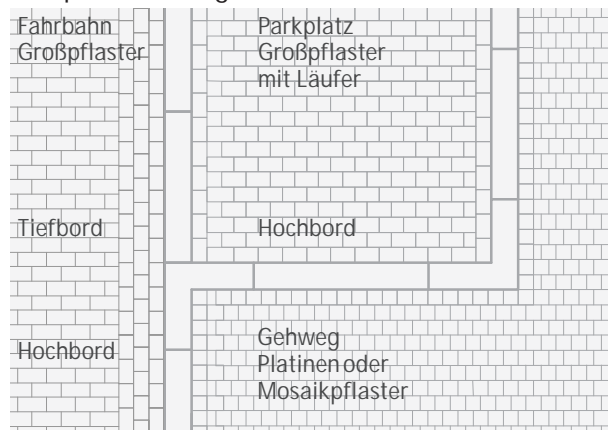 Fahrbahn
Großpflaster
Parkplatz
Großpflaster
mit Läufer
Tiefbord
Hochbord
Hochbord
Gehweg
Platinen oder
Mosaikpflaster